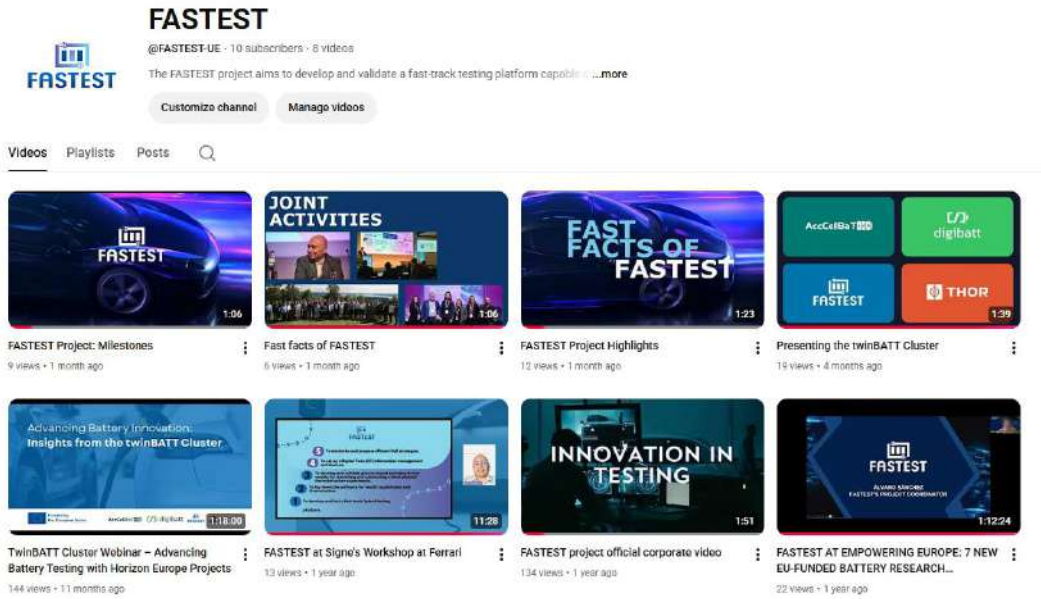 FASTEST
@FASTEST-UE · 10 subscribers · 8 videos
FASTEST
The FASTEST project aims to develop and validate a fast-track testing platform capable ...more
Customize channel
Manage videos
Videos
Playlists
Posts
FASTEST
1:06
JOINT
ACTIVITIES
1:06
FAST
FACTS OF
FASTEST
1:23
digibatt
FASTEST
THOR
1:39
FASTEST Project: Milestones
9 views • 1 month ago
Fast facts of FASTEST
6 views • 1 month ago
FASTEST Project Highlights
12 views • 1 month ago
Presenting the twinBATT Cluster
19 views • 4 months ago
Advancing Battery Innovation:
Insights from the twinBATT Cluster
digibatt
1:18:00
FASTEST
5
4
3
2
1
11:28
INNOVATION IN
TESTING
1:51
FASTEST
ÁLVARO SÁNCHEZ
FASTEST'S PROJECT COORDINATOR
1:12:24
TwinBATT Cluster Webinar – Advancing
Battery Testing with Horizon Europe Projects
144 views • 11 months ago
FASTEST at Signe's Workshop at Ferrari
13 views • 1 year ago
FASTEST project official corporate video
134 views • 1 year ago
FASTEST AT EMPOWERING EUROPE: 7 NEW
EU-FUNDED BATTERY RESEARCH...
22 views • 1 year ago